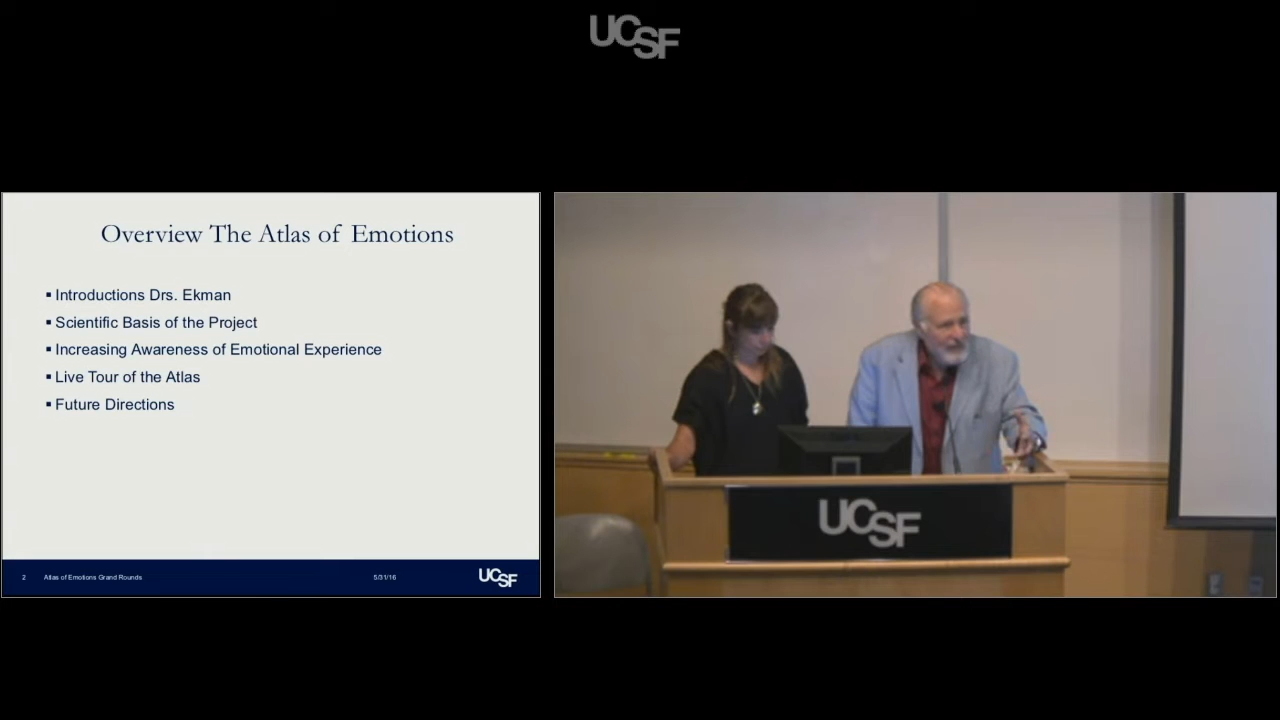 UCSF
Overview The Atlas of Emotions
▪ Introductions Drs. Ekman
▪ Scientific Basis of the Project
▪ Increasing Awareness of Emotional Experience
▪ Live Tour of the Atlas
▪ Future Directions
2 Atlas of Emotions Grand Rounds 5/31/16 UCSF
UCSF